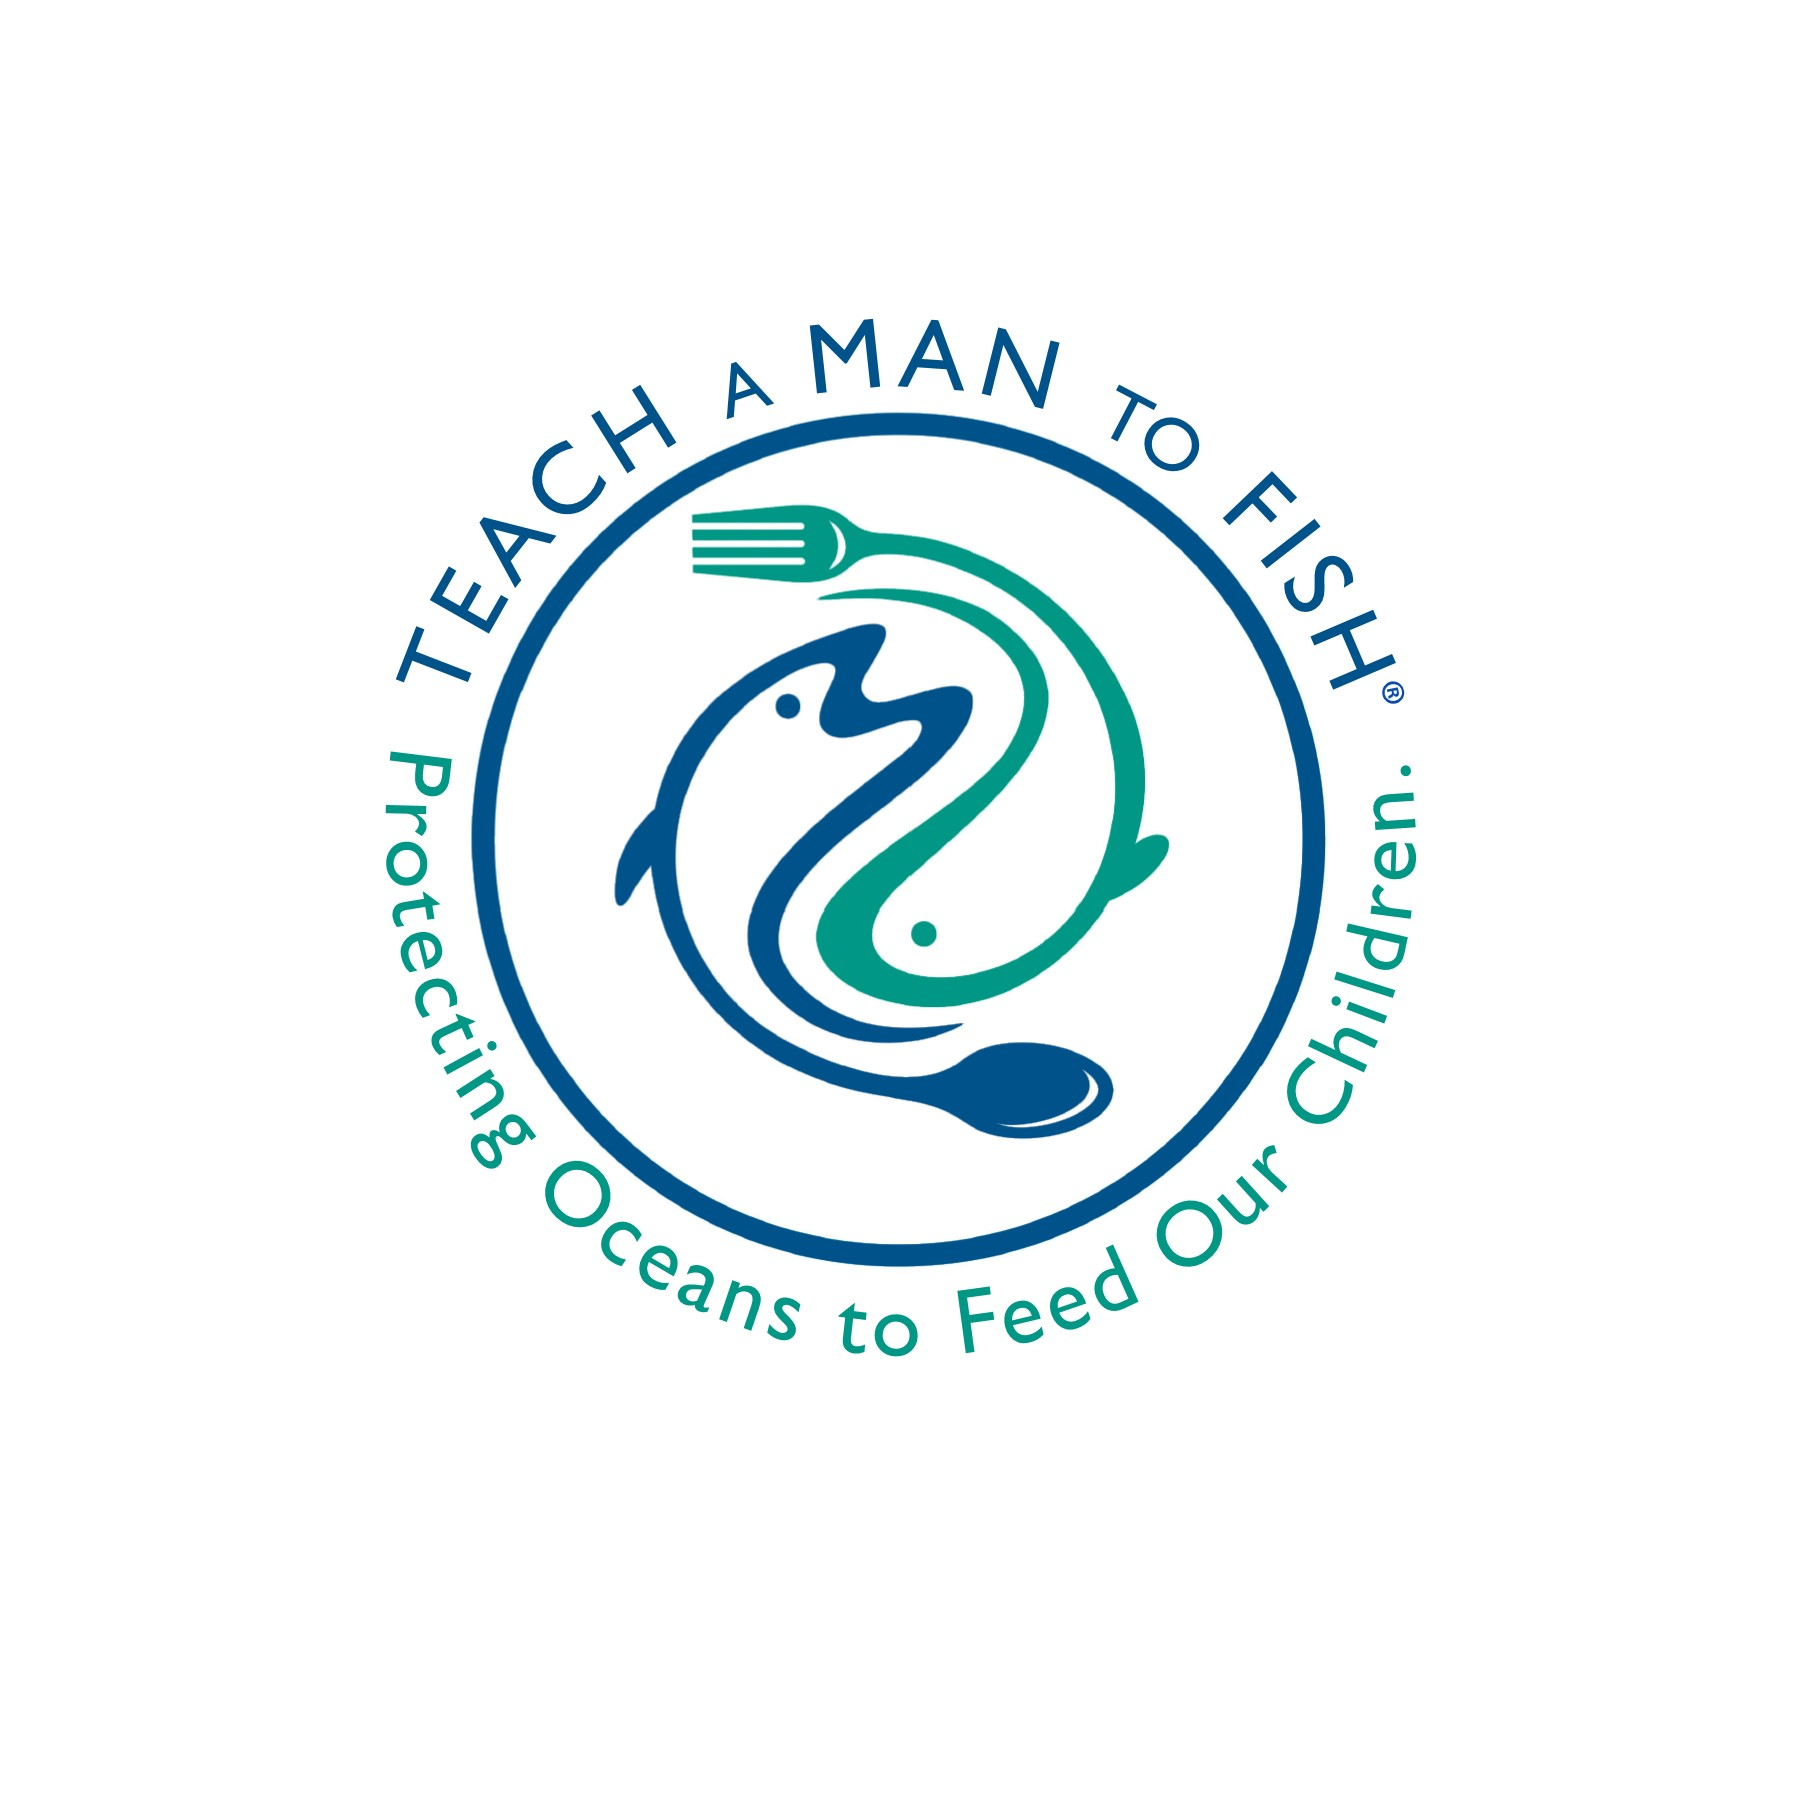 TEACH A MAN TO FISH®
Protecting Oceans to Feed Our Children.